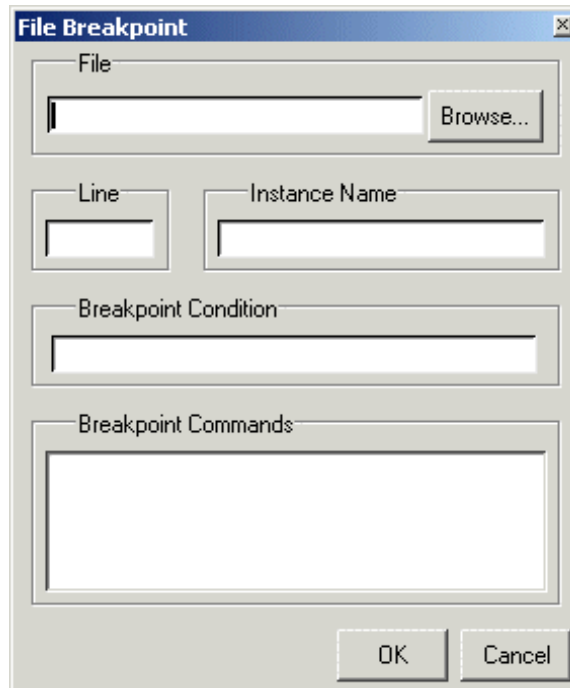 File Breakpoint
File
Browse...
Line
Instance Name
Breakpoint Condition
Breakpoint Commands
OK
Cancel